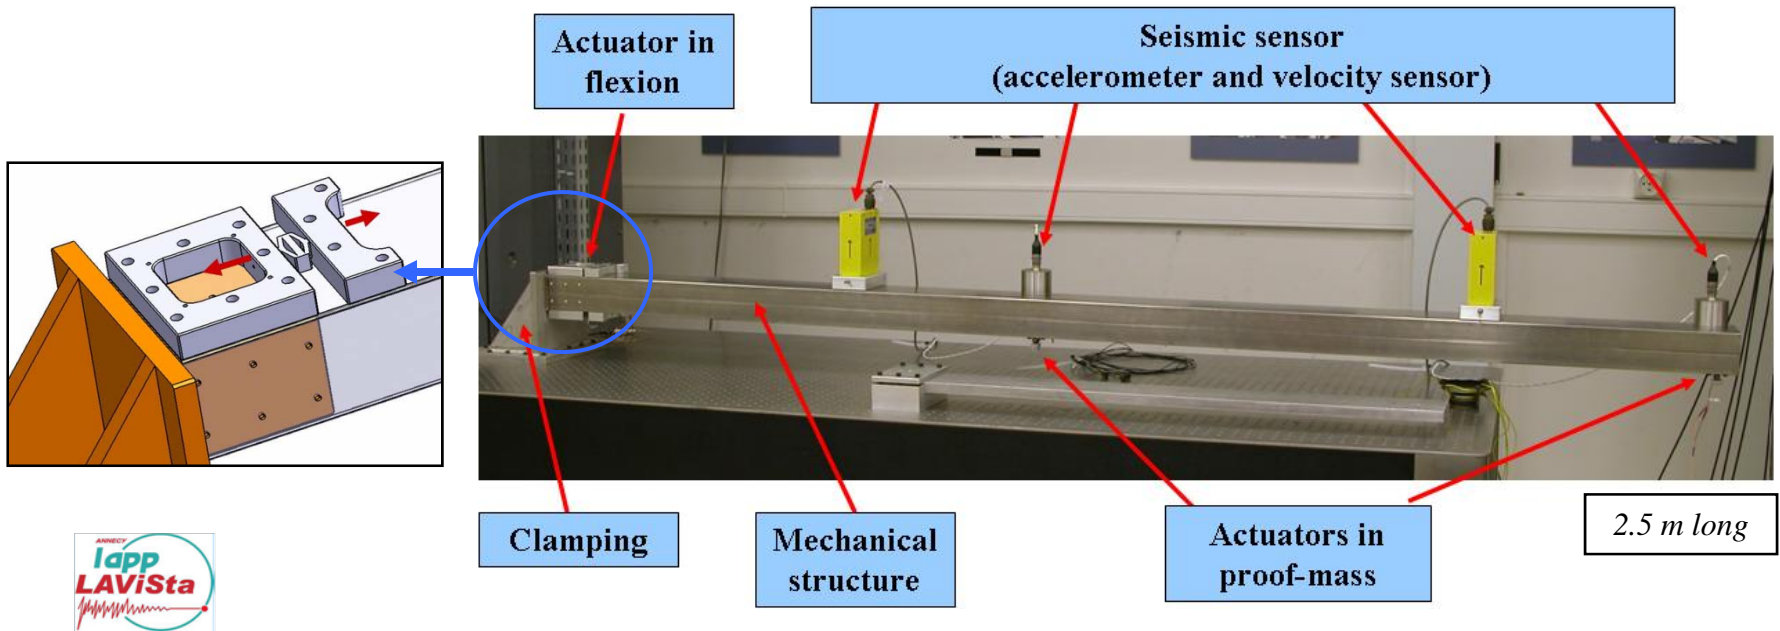 Actuator in
flexion
Seismic sensor
(accelerometer and velocity sensor)
Clamping
Mechanical
structure
Actuators in
proof-mass
2.5 m long
ANNECY
lapp
LAViSta